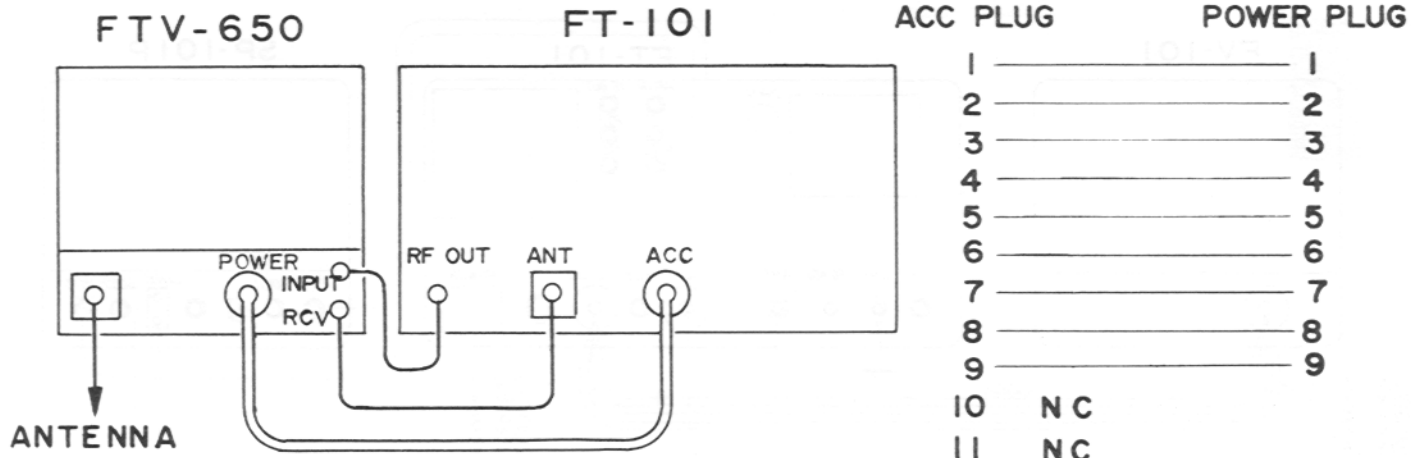 FTV-650
FT-101
POWER
INPUT
RCV
RF OUT
ANT
ACC
ANTENNA
ACC PLUG POWER PLUG
1 1
2 2
3 3
4 4
5 5
6 6
7 7
8 8
9 9
10 NC
11 NC